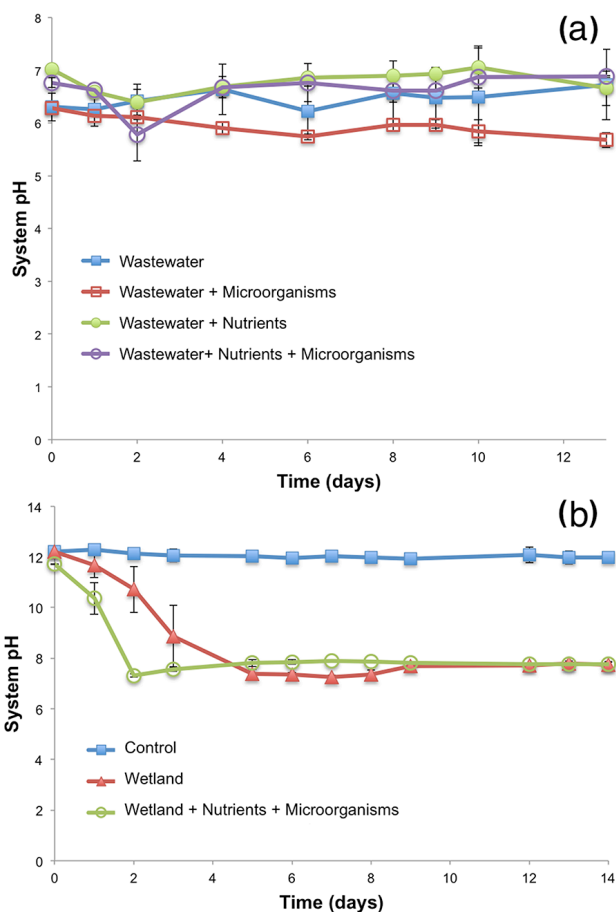 (a)
8
7
6
5
4
3
2
1
0
System pH
Wastewater
Wastewater + Microorganisms
Wastewater + Nutrients
Wastewater+ Nutrients + Microorganisms
0 2 4 6 8 10 12
Time (days)
(b)
14
12
10
8
6
4
2
0
System pH
Control
Wetland
Wetland + Nutrients + Microorganisms
0 2 4 6 8 10 12 14
Time (days)